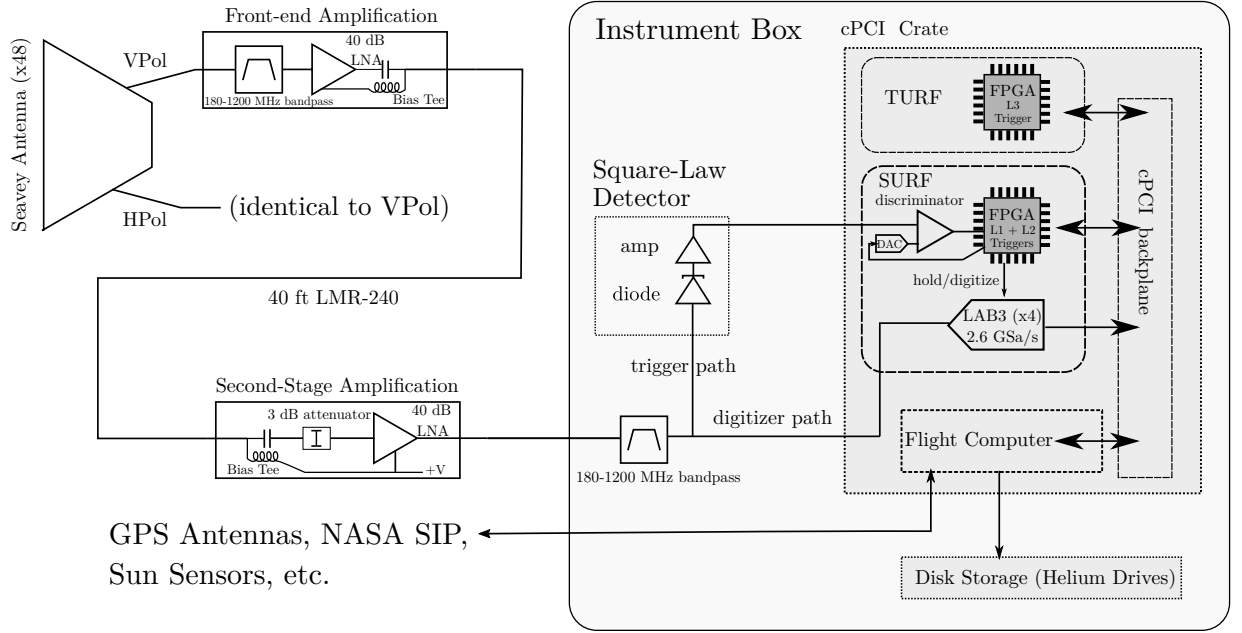 Front-end Amplification
Seavey Antenna (x48)
VPol
40 dB
LNA
180-1200 MHz bandpass
Bias Tee
HPol
(identical to VPol)
40 ft LMR-240
Second-Stage Amplification
3 dB attenuator
40 dB
LNA
Bias Tee
+V
GPS Antennas, NASA SIP,
Sun Sensors, etc.
Instrument Box
cPCI Crate
TURF
FPGA
L3
Trigger
Square-Law
Detector
amp
diode
trigger path
digitizer path
180-1200 MHz bandpass
SURF
discriminator
DAC
FPGA
L1 + L2
Triggers
hold/digitize
LAB3 (x4)
2.6 GSa/s
cPCI backplane
Flight Computer
Disk Storage (Helium Drives)